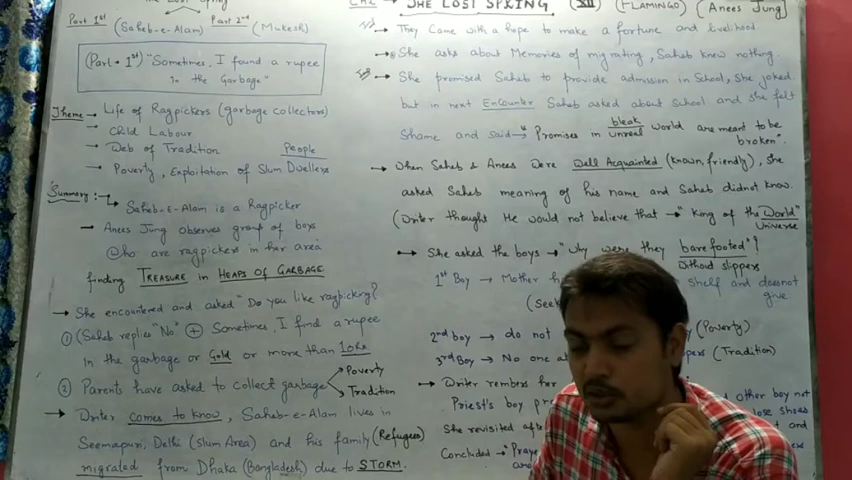 The Lost Spring
Part 1st (Saheb-e-Alam) Part 2nd (Mukesh)
(Part • 1st) "Sometimes, I found a rupee
in the Garbage"
Theme → Life of Ragpickers (garbage collectors)
→ Child Labour
→ Web of Tradition People
→ Poverty, Exploitation of Slum Dwellers
Summary :→ Saheb-E-Alam is a Ragpicker
→ Anees Jung observes group of boys
Who are ragpickers in her area
finding TREASURE in HEAPS OF GARBAGE
→ She encountered and asked "Do you like ragpicking?
① (Saheb replies "No" + Sometimes, I find a rupee
in the garbage or Gold or more than 10Rs
② Parents have asked to collect garbage → Poverty
→ Tradition
→ Writer comes to know, Saheb-e-Alam lives in
Seemapuri, Delhi (slum Area) and his family (Refugees)
migrated from Dhaka (Bangladesh) due to STORM.
THE LOST SPRING (XII) (FLAMINGO) (Anees Jung)
→ They Came with a hope to make a fortune and livelihood
→ She asks about Memories of migrating, Saheb knew nothing.
→ She promised Saheb to provide admission in School, She joked
but in next Encounter Saheb asked about school and she felt
Shame and said → "Promises in bleak unreal world are meant to be
broken".
→ When Saheb & Anees were Well Acquainted (known, friendly), she
asked Saheb meaning of his name and Saheb didnot know.
(Writer thought He would not believe that → "King of the World"
Universe
→ She asked the boys → "Why were they barefooted"?
Without slippers
1st Boy → Mother shelf and doesnot
give
(Seek
2nd boy → do not (Poverty)
3rd Boy → No one (Tradition)
→ Writer rembers her other boy not
Priest's boy lose shoes
She revisited and
Concluded → "Praye